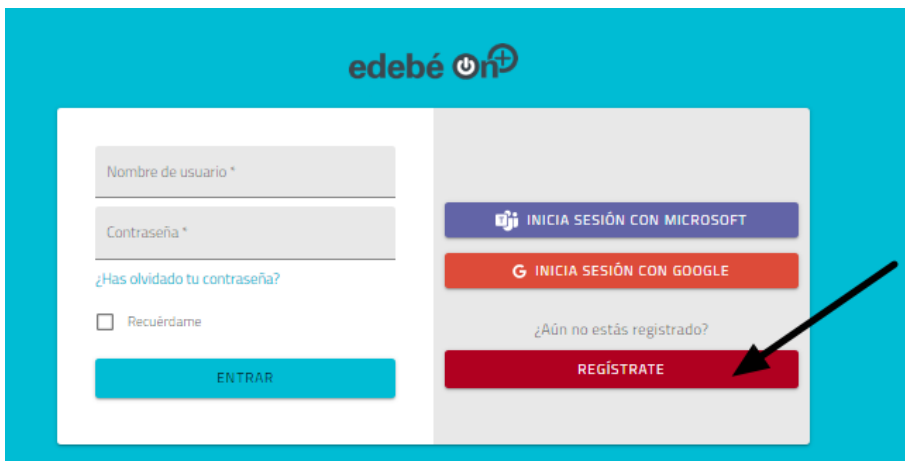 edebé On+
Nombre de usuario *
Contraseña *
¿Has olvidado tu contraseña?
Recuérdame
ENTRAR
INICIA SESIÓN CON MICROSOFT
G INICIA SESIÓN CON GOOGLE
¿Aún no estás registrado?
REGÍSTRATE